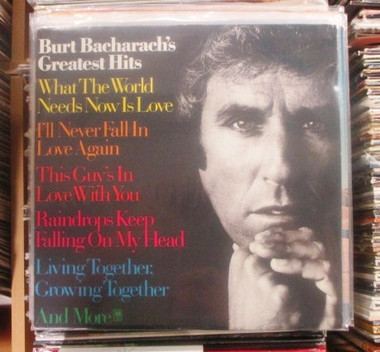 Burt Bacharach's
Greatest Hits
What The World
Needs Now Is Love
I'll Never Fall In
Love Again
This Guy's In
Love With You
Raindrops Keep
Falling On My Head
Living Together,
Growing Together
And More